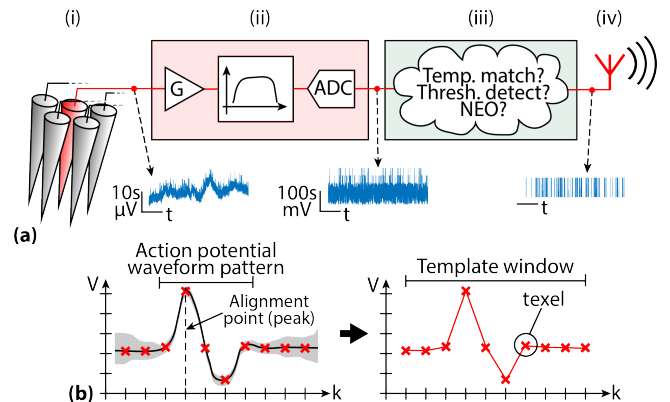 (i)
(ii)
(iii)
(iv)
G
ADC
Temp. match?
Thresh. detect?
NEO?
10s
µV
t
100s
mV
t
t
(a)
Action potential
waveform pattern
V
Alignment
point (peak)
k
(b)
Template window
V
texel
k